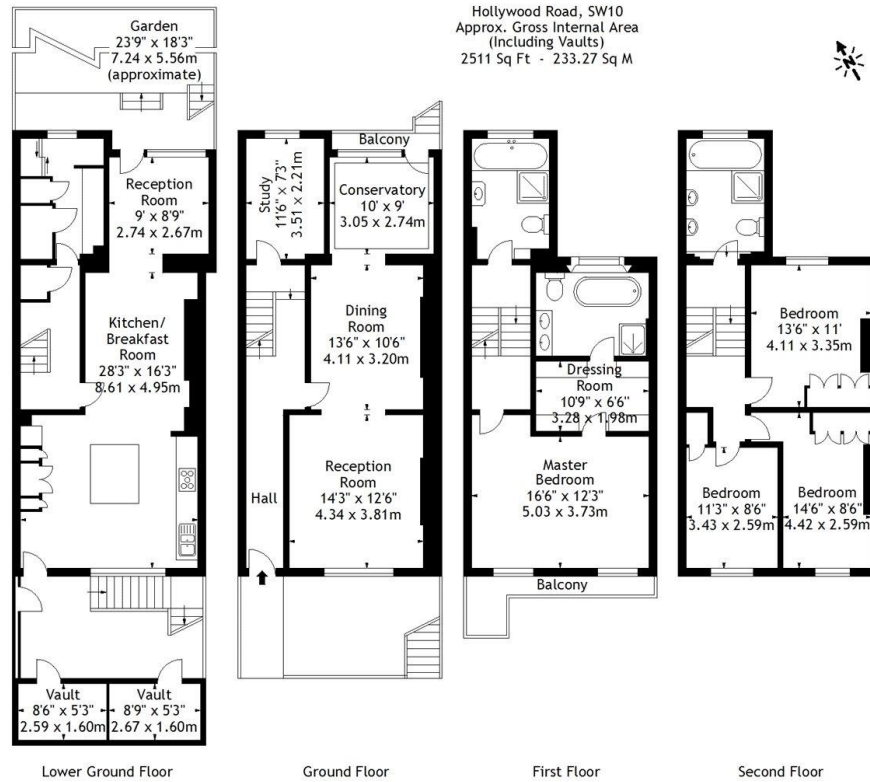 Hollywood Road, SW10
Approx. Gross Internal Area
(Including Vaults)
2511 Sq Ft - 233.27 Sq M
N
Garden
23'9" x 18'3"
7.24 x 5.56m
(approximate)
Reception
Room
9' x 8'9"
2.74 x 2.67m
Kitchen/
Breakfast
Room
28'3" x 16'3"
8.61 x 4.95m
Vault
8'6" x 5'3"
2.59 x 1.60m
Vault
8'9" x 5'3"
2.67 x 1.60m
Lower Ground Floor
Balcony
Study
11'6" x 7'3"
3.51 x 2.21m
Conservatory
10' x 9'
3.05 x 2.74m
Dining
Room
13'6" x 10'6"
4.11 x 3.20m
Reception
Room
14'3" x 12'6"
4.34 x 3.81m
Hall
Ground Floor
Dressing
Room
10'9" x 6'6"
3.28 x 1.98m
Master
Bedroom
16'6" x 12'3"
5.03 x 3.73m
Balcony
First Floor
Bedroom
13'6" x 11'
4.11 x 3.35m
Bedroom
11'3" x 8'6"
3.43 x 2.59m
Bedroom
14'6" x 8'6"
4.42 x 2.59m
Second Floor